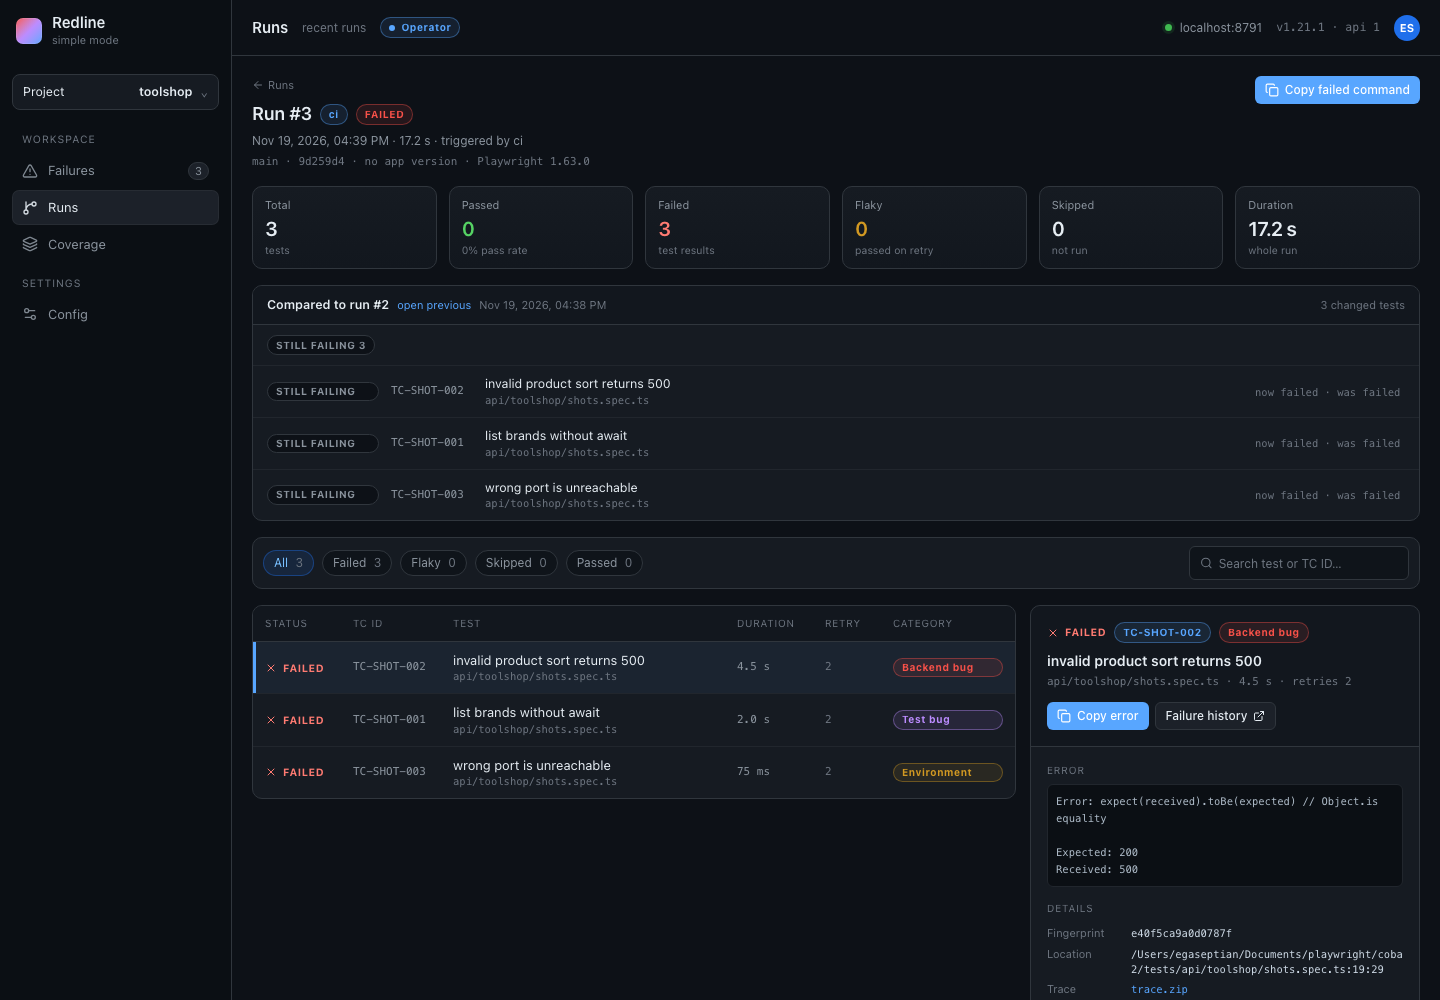 Redline
simple mode
Project toolshop
WORKSPACE
Failures 3
Runs
Coverage
SETTINGS
Config
Runs recent runs Operator
localhost:8791 v1.21.1 · api 1 ES
← Runs
Run #3 ci FAILED
Nov 19, 2026, 04:39 PM · 17.2 s · triggered by ci
main · 9d259d4 · no app version · Playwright 1.63.0
Copy failed command
Total
3
tests
Passed
0
0% pass rate
Failed
3
test results
Flaky
0
passed on retry
Skipped
0
not run
Duration
17.2 s
whole run
Compared to run #2 open previous Nov 19, 2026, 04:38 PM 3 changed tests
STILL FAILING 3
STILL FAILING TC-SHOT-002 invalid product sort returns 500 now failed · was failed
api/toolshop/shots.spec.ts
STILL FAILING TC-SHOT-001 list brands without await now failed · was failed
api/toolshop/shots.spec.ts
STILL FAILING TC-SHOT-003 wrong port is unreachable now failed · was failed
api/toolshop/shots.spec.ts
All 3 Failed 3 Flaky 0 Skipped 0 Passed 0 Search test or TC ID...
STATUS TC ID TEST DURATION RETRY CATEGORY
FAILED TC-SHOT-002 invalid product sort returns 500 4.5 s 2 Backend bug
api/toolshop/shots.spec.ts
FAILED TC-SHOT-001 list brands without await 2.0 s 2 Test bug
api/toolshop/shots.spec.ts
FAILED TC-SHOT-003 wrong port is unreachable 75 ms 2 Environment
api/toolshop/shots.spec.ts
FAILED TC-SHOT-002 Backend bug
invalid product sort returns 500
api/toolshop/shots.spec.ts · 4.5 s · retries 2
Copy error Failure history
ERROR
Error: expect(received).toBe(expected) // Object.is
equality
Expected: 200
Received: 500
DETAILS
Fingerprint e40f5ca9a0d0787f
Location /Users/egaseptian/Documents/playwright/coba
2/tests/api/toolshop/shots.spec.ts:19:29
Trace trace.zip